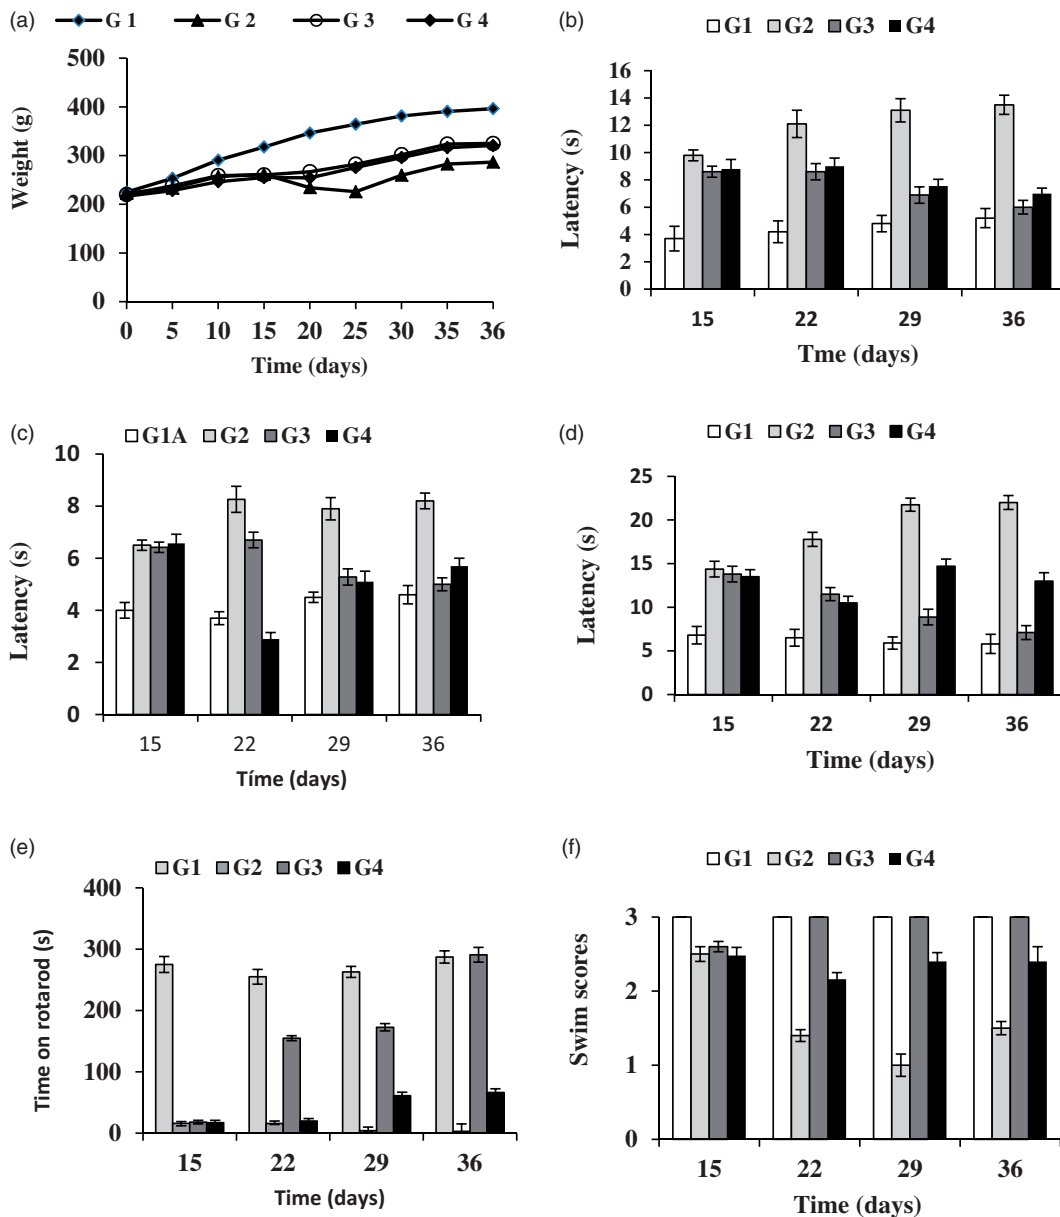 (a)
G 1 G 2 G 3 G 4
500
400
300
200
100
0
Weight (g)
0 5 10 15 20 25 30 35 36
Time (days)
(b)
G1 G2 G3 G4
16
14
12
10
8
6
4
2
0
Latency (s)
15 22 29 36
Tme (days)
(c)
G1A G2 G3 G4
10
8
6
4
2
0
Latency (s)
15 22 29 36
Tíme (days)
(d)
G1 G2 G3 G4
25
20
15
10
5
0
Latency (s)
15 22 29 36
Time (days)
(e)
G1 G2 G3 G4
400
300
200
100
0
Time on rotarod (s)
15 22 29 36
Time (days)
(f)
G1 G2 G3 G4
3
2
1
0
Swim scores
15 22 29 36
Time (days)